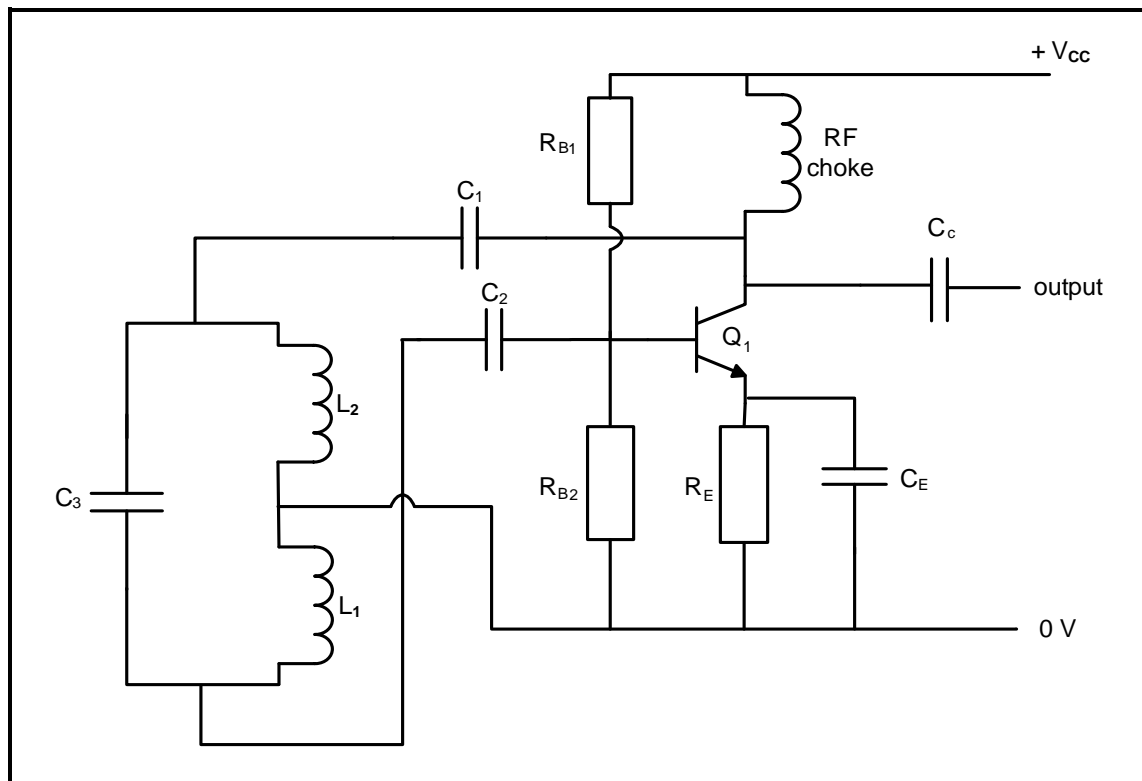 + Vcc
RB1
RF
choke
C1
Cc
output
C2
Q1
L2
C3
RB2
RE
CE
L1
0 V